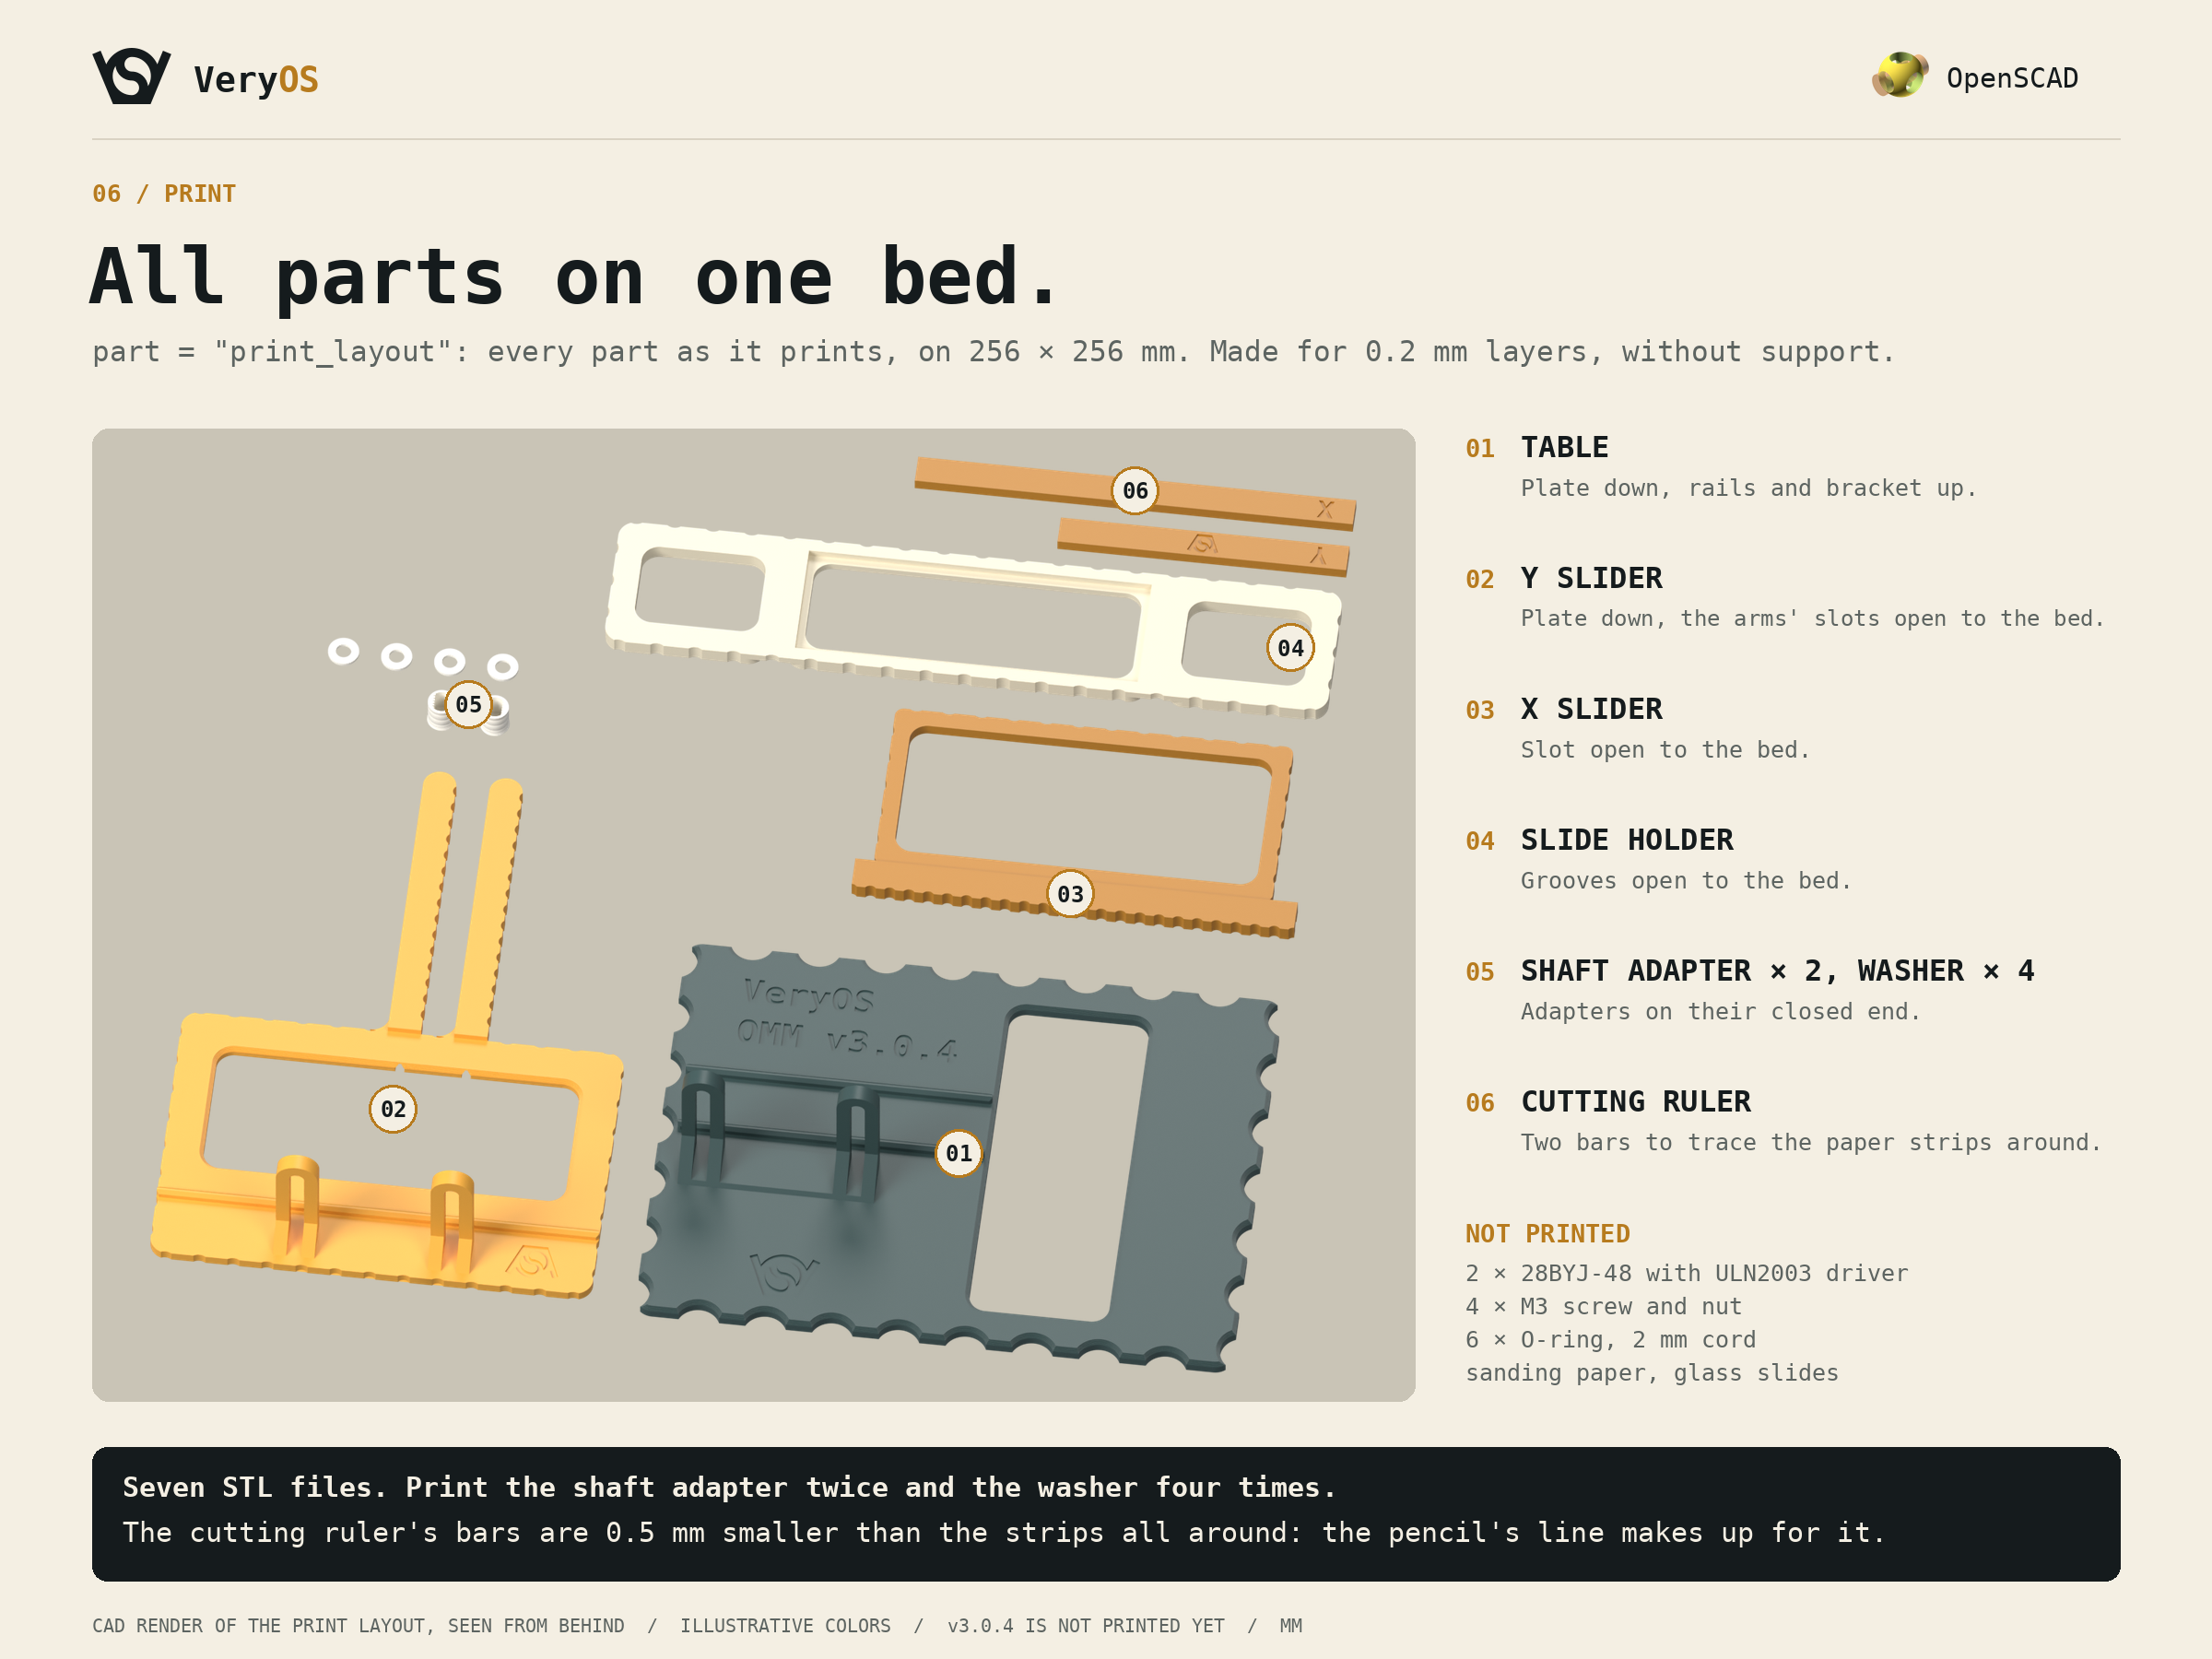 VeryOS
OpenSCAD
06 / PRINT
All parts on one bed.
part = "print_layout": every part as it prints, on 256 × 256 mm. Made for 0.2 mm layers, without support.
06
X
Y
04
05
03
VeryOS
OMM v3.0.4
02
01
01 TABLE
Plate down, rails and bracket up.
02 Y SLIDER
Plate down, the arms' slots open to the bed.
03 X SLIDER
Slot open to the bed.
04 SLIDE HOLDER
Grooves open to the bed.
05 SHAFT ADAPTER × 2, WASHER × 4
Adapters on their closed end.
06 CUTTING RULER
Two bars to trace the paper strips around.
NOT PRINTED
2 × 28BYJ-48 with ULN2003 driver
4 × M3 screw and nut
6 × O-ring, 2 mm cord
sanding paper, glass slides
Seven STL files. Print the shaft adapter twice and the washer four times.
The cutting ruler's bars are 0.5 mm smaller than the strips all around: the pencil's line makes up for it.
CAD RENDER OF THE PRINT LAYOUT, SEEN FROM BEHIND / ILLUSTRATIVE COLORS / v3.0.4 IS NOT PRINTED YET / MM